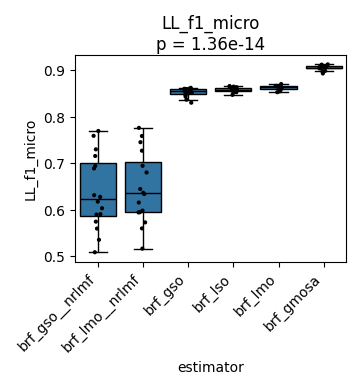 LL_f1_micro
p = 1.36e-14
LL_f1_micro
0.9
0.8
0.7
0.6
0.5
brf_gso__nrlmf
brf_lmo__nrlmf
brf_gso
brf_lso
brf_lmo
brf_gmosa
estimator